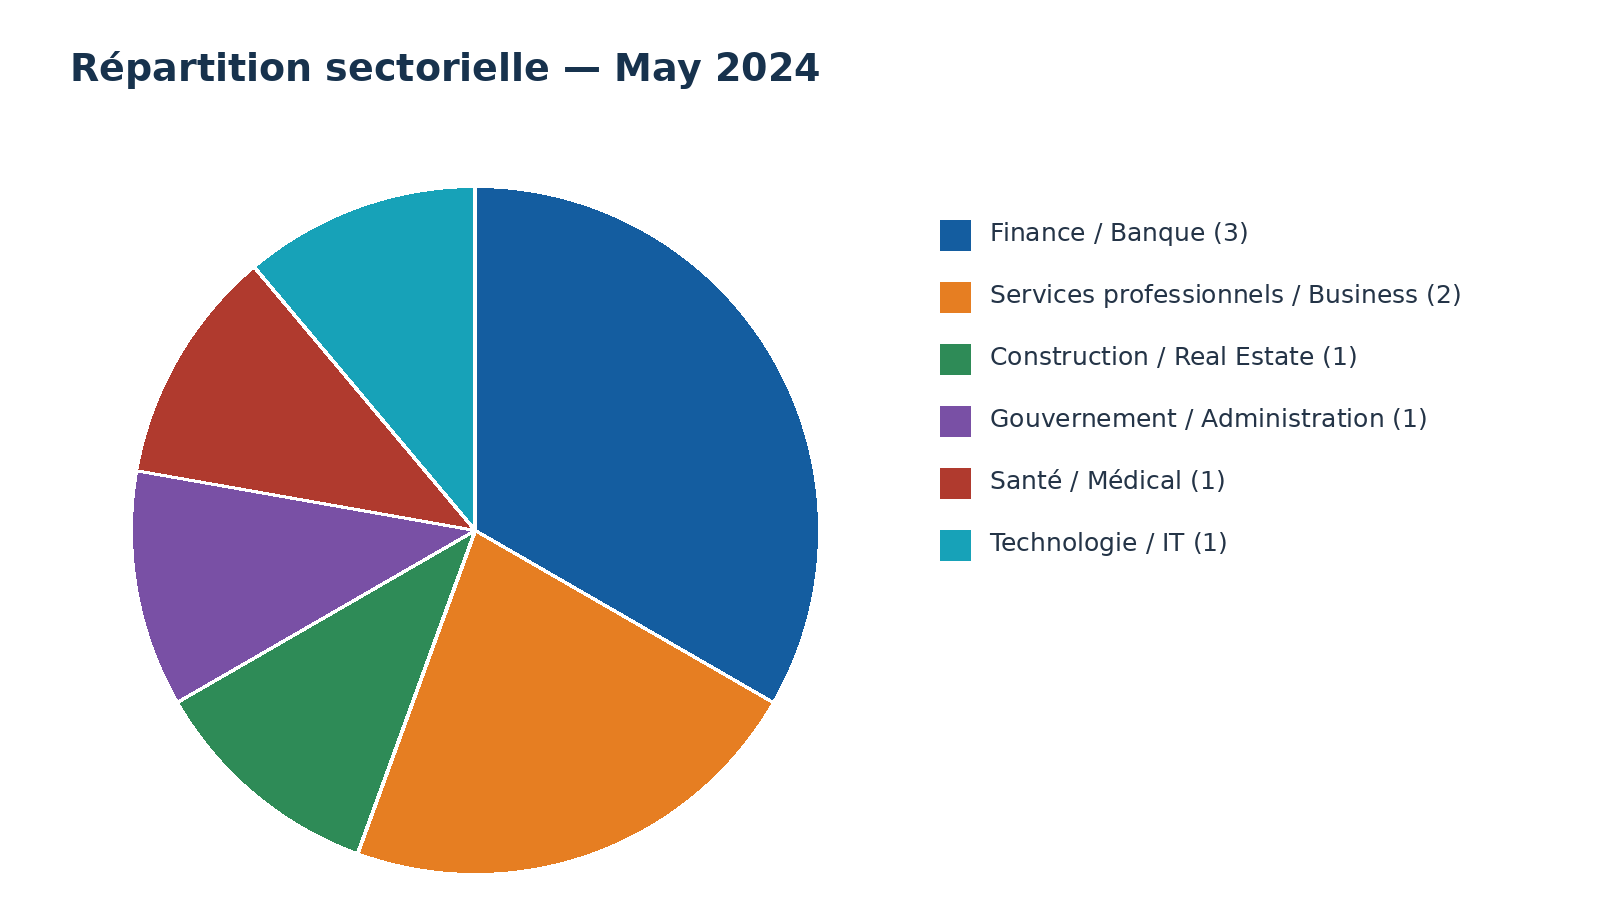 Répartition sectorielle — May 2024
Finance / Banque (3)
Services professionnels / Business (2)
Construction / Real Estate (1)
Gouvernement / Administration (1)
Santé / Médical (1)
Technologie / IT (1)